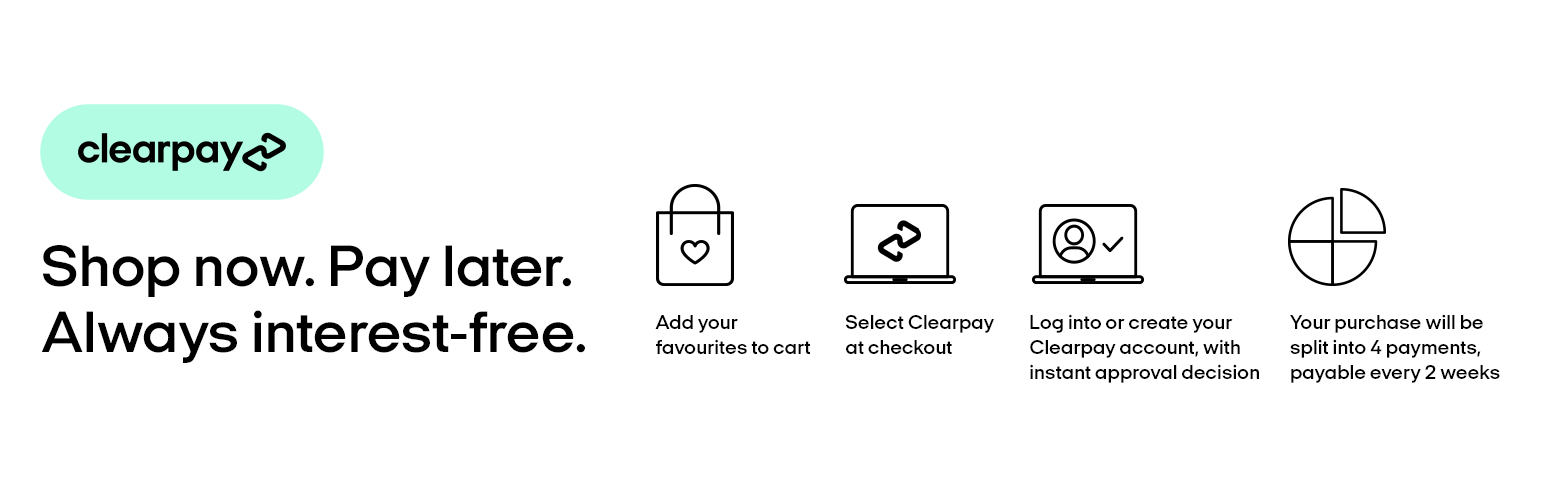 clearpay
Shop now. Pay later.
Always interest-free.
Add your
favourites to cart
Select Clearpay
at checkout
Log into or create your
Clearpay account, with
instant approval decision
Your purchase will be
split into 4 payments,
payable every 2 weeks